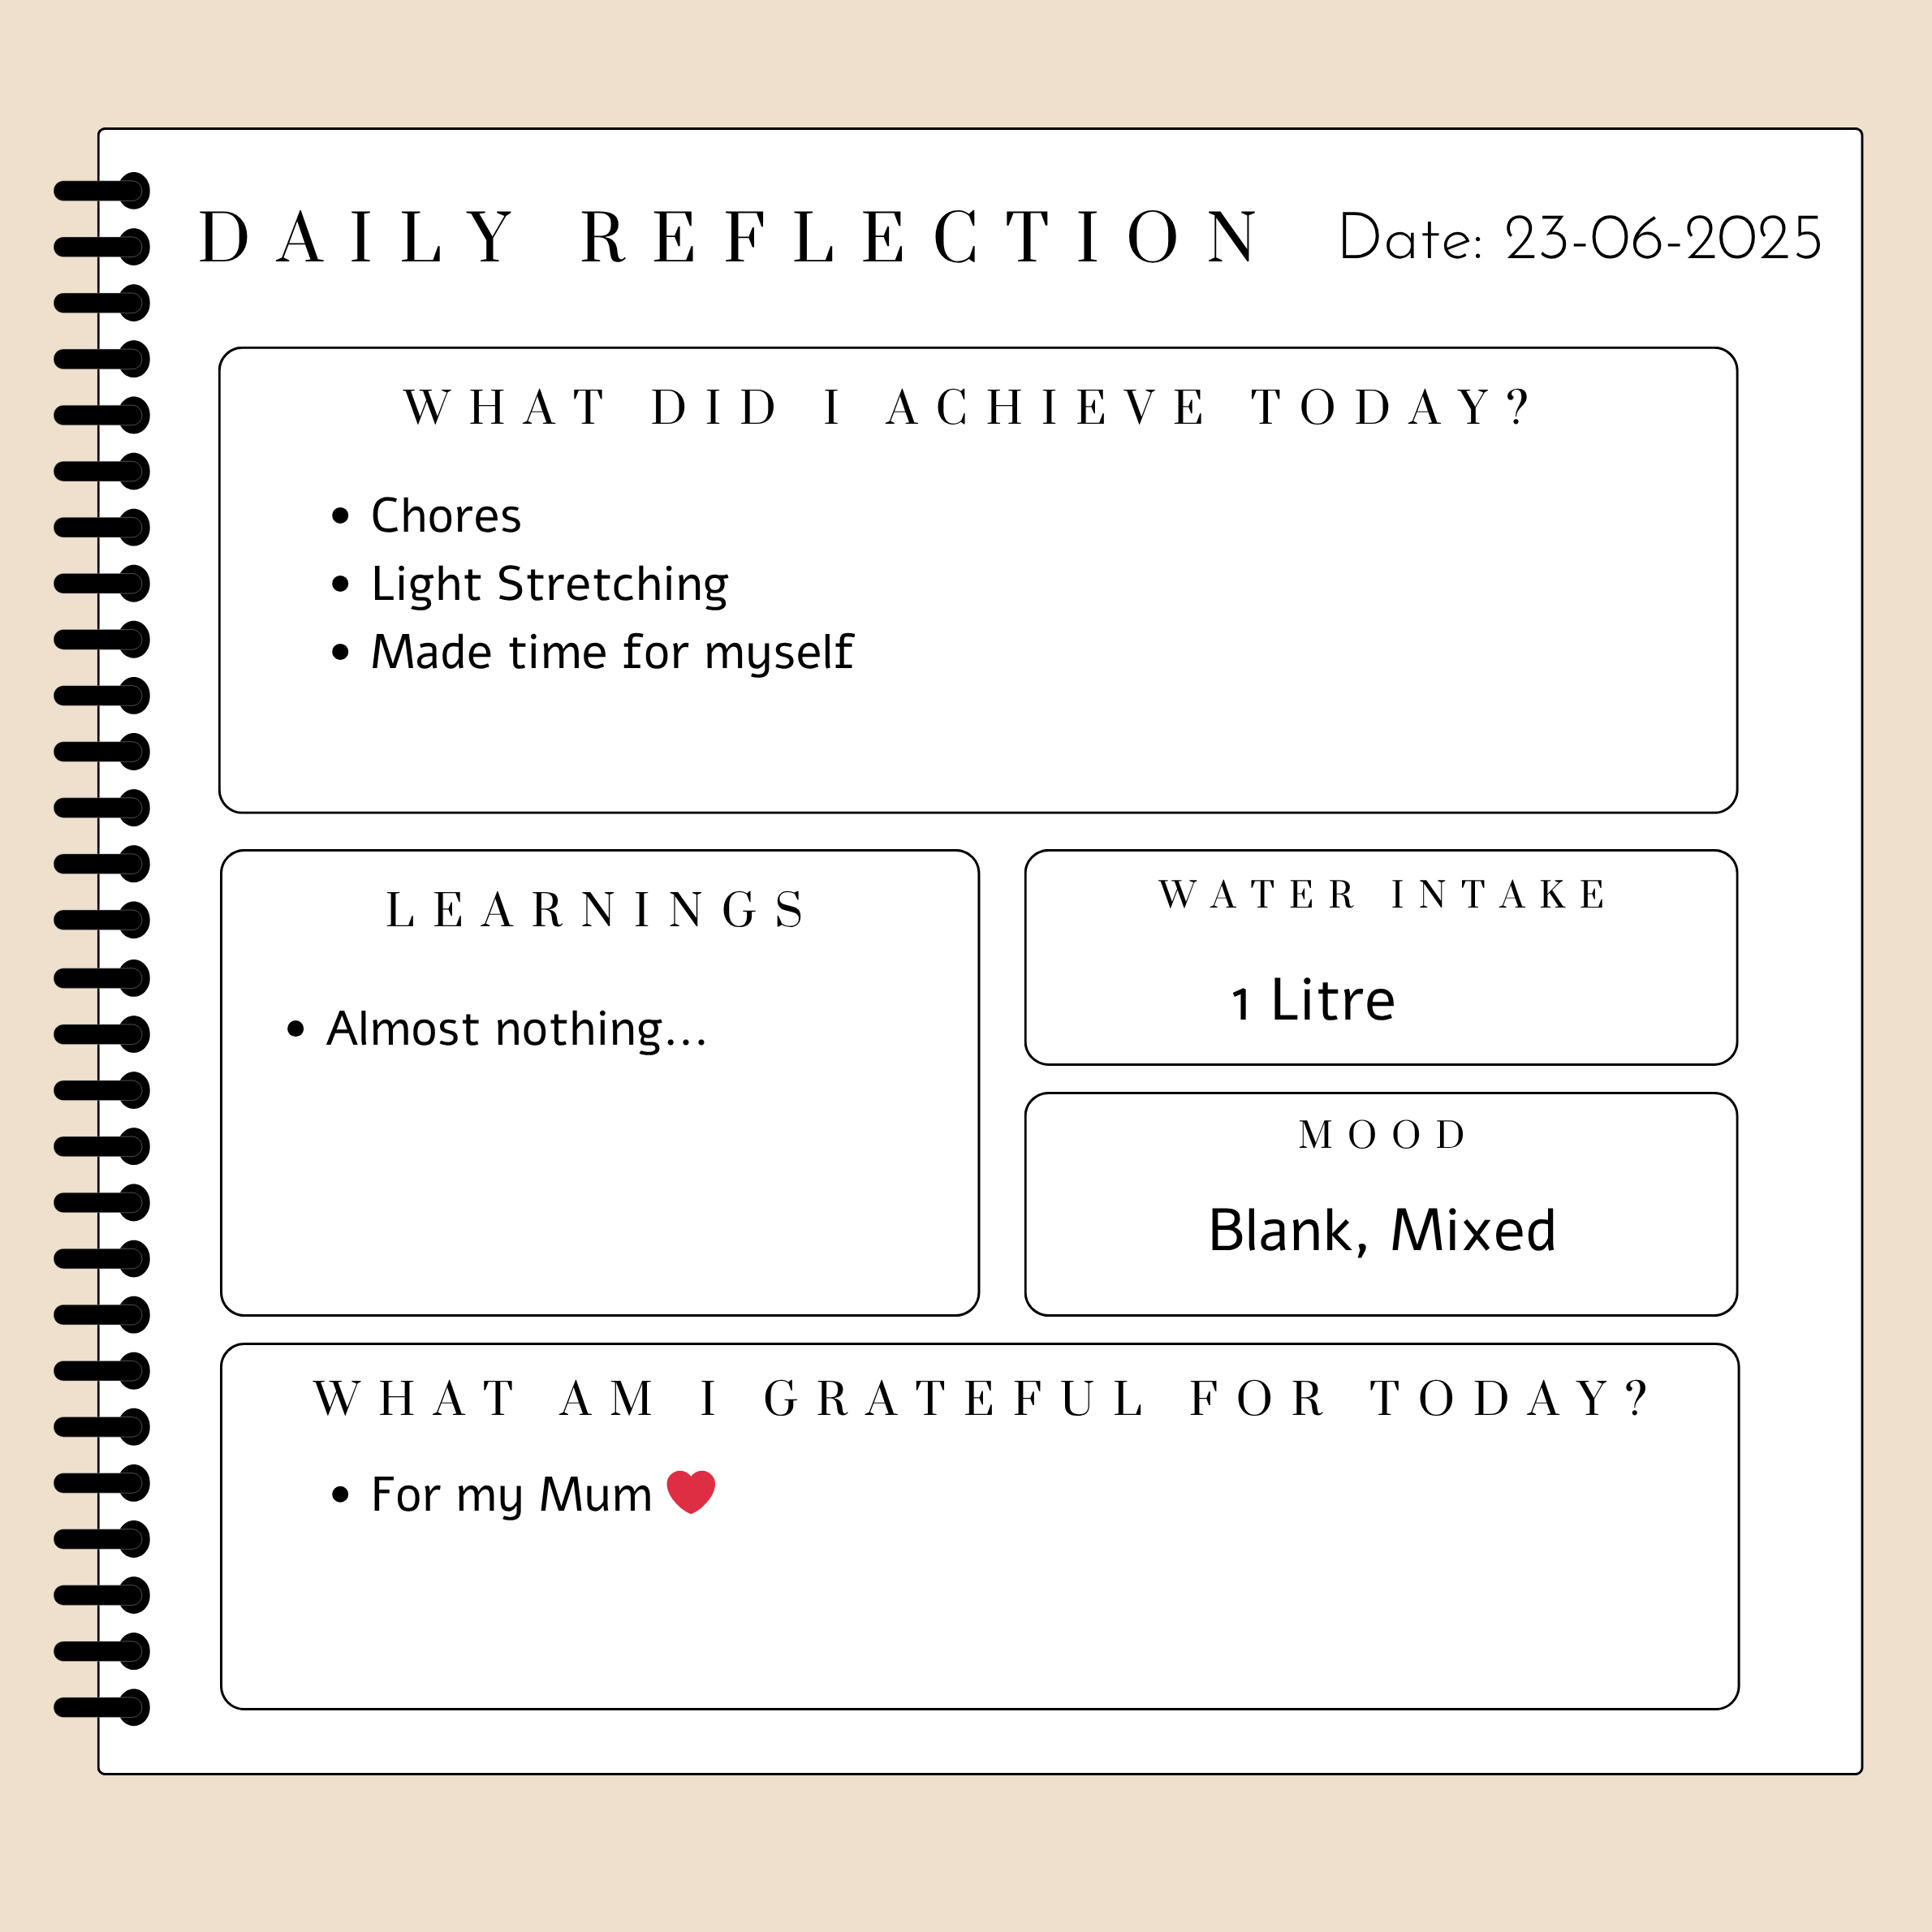 DAILY REFLECTION Date: 23-06-2025
WHAT DID I ACHIEVE TODAY?
• Chores
• Light Stretching
• Made time for myself
LEARNINGS
• Almost nothing...
WATER INTAKE
1 Litre
MOOD
Blank, Mixed
WHAT AM I GRATEFUL FOR TODAY?
• For my Mum ❤️